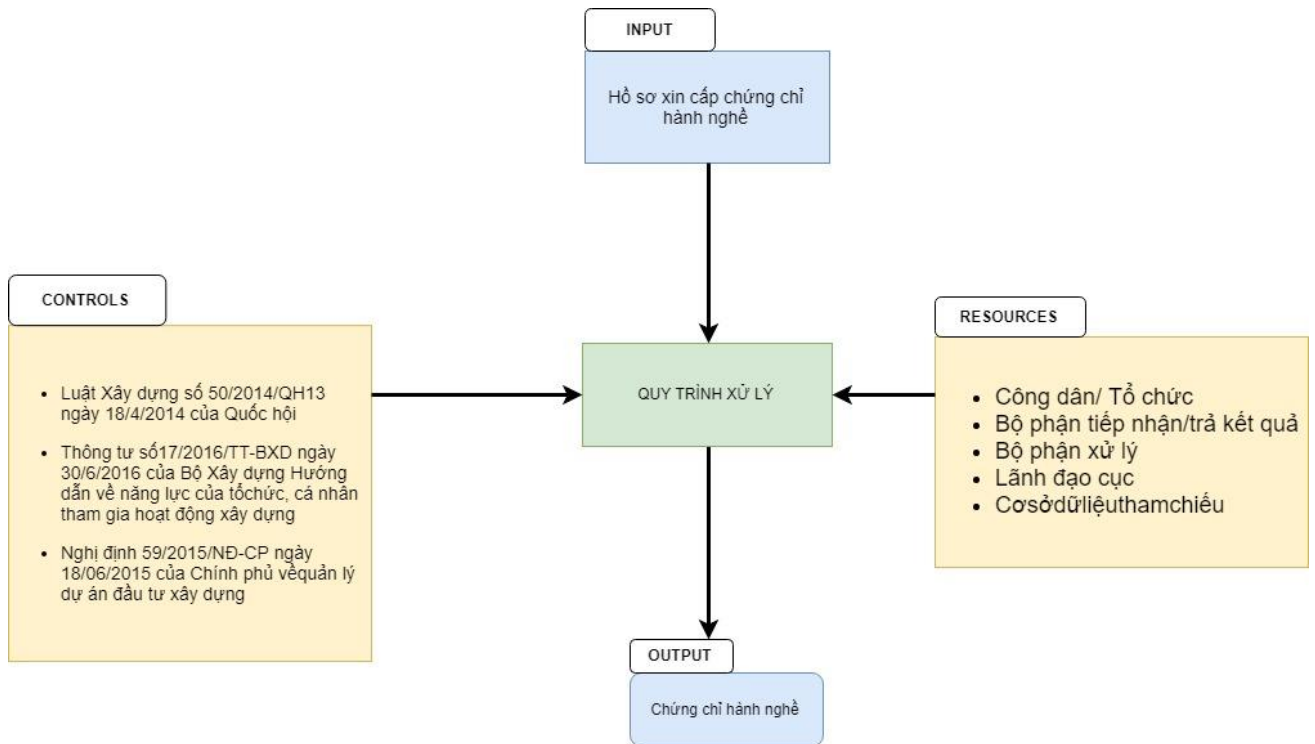 INPUT
Hồ sơ xin cấp chứng chỉ
hành nghề
CONTROLS
• Luật Xây dựng số 50/2014/QH13
ngày 18/4/2014 của Quốc hội
• Thông tư số17/2016/TT-BXD ngày
30/6/2016 của Bộ Xây dựng Hướng
dẫn về năng lực của tổchức, cá nhân
tham gia hoạt động xây dựng
• Nghị định 59/2015/NĐ-CP ngày
18/06/2015 của Chính phủ vềquản lý
dự án đầu tư xây dựng
QUY TRÌNH XỬ LÝ
RESOURCES
• Công dân/ Tổ chức
• Bộ phận tiếp nhận/trả kết quả
• Bộ phận xử lý
• Lãnh đạo cục
• Cơsởdữliệuthamchiếu
OUTPUT
Chứng chỉ hành nghề